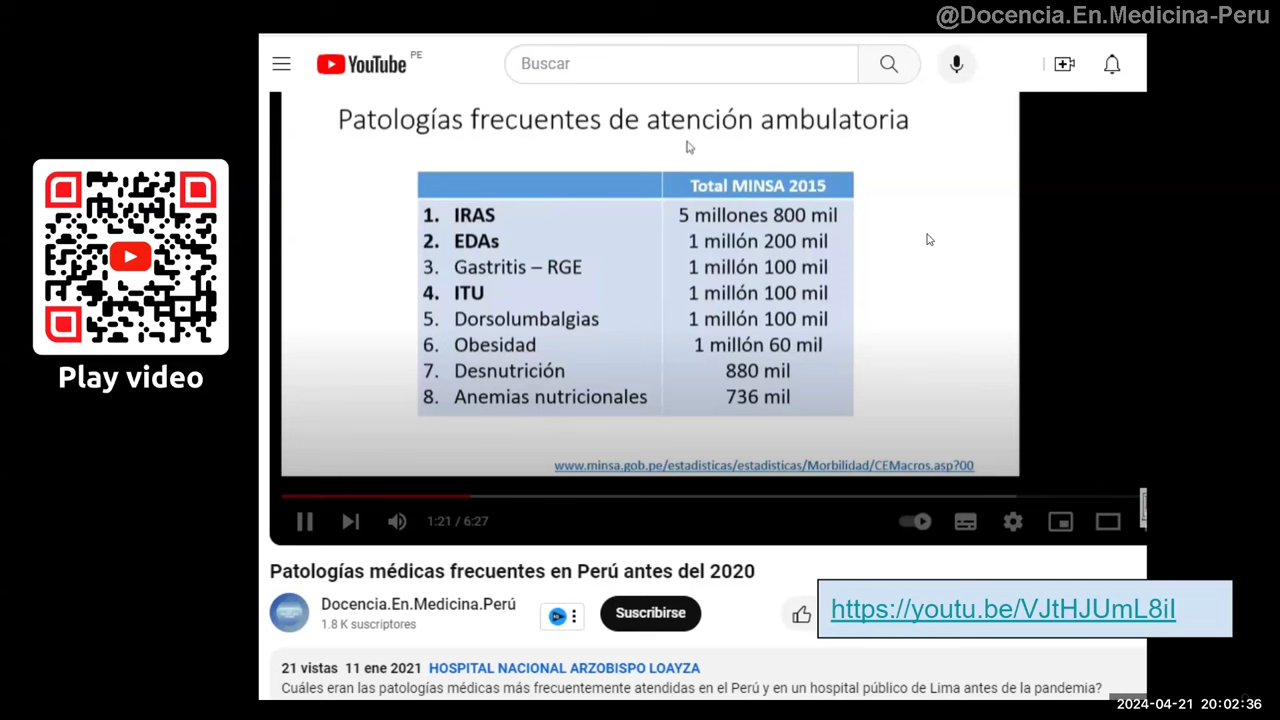 @Docencia.En.Medicina-Peru
YouTube PE
Buscar
Patologías frecuentes de atención ambulatoria
Total MINSA 2015
1. IRAS 5 millones 800 mil
2. EDAs 1 millón 200 mil
3. Gastritis – RGE 1 millón 100 mil
4. ITU 1 millón 100 mil
5. Dorsolumbalgias 1 millón 100 mil
6. Obesidad 1 millón 60 mil
7. Desnutrición 880 mil
8. Anemias nutricionales 736 mil
www.minsa.gob.pe/estadisticas/estadisticas/Morbilidad/CEMacros.asp?00
Play video
1:21 / 6:27
Patologías médicas frecuentes en Perú antes del 2020
Docencia.En.Medicina.Perú
1.8 K suscriptores
Suscribirse
https://youtu.be/VJtHJUmL8iI
21 vistas 11 ene 2021 HOSPITAL NACIONAL ARZOBISPO LOAYZA
Cuáles eran las patologías médicas más frecuentemente atendidas en el Perú y en un hospital público de Lima antes de la pandemia?
2024-04-21 20:02:36